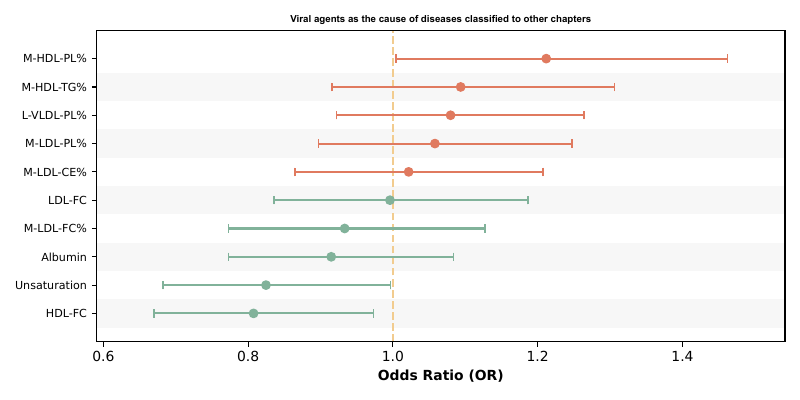 Viral agents as the cause of diseases classified to other chapters
M-HDL-PL%
M-HDL-TG%
L-VLDL-PL%
M-LDL-PL%
M-LDL-CE%
LDL-FC
M-LDL-FC%
Albumin
Unsaturation
HDL-FC
0.6 0.8 1.0 1.2 1.4
Odds Ratio (OR)